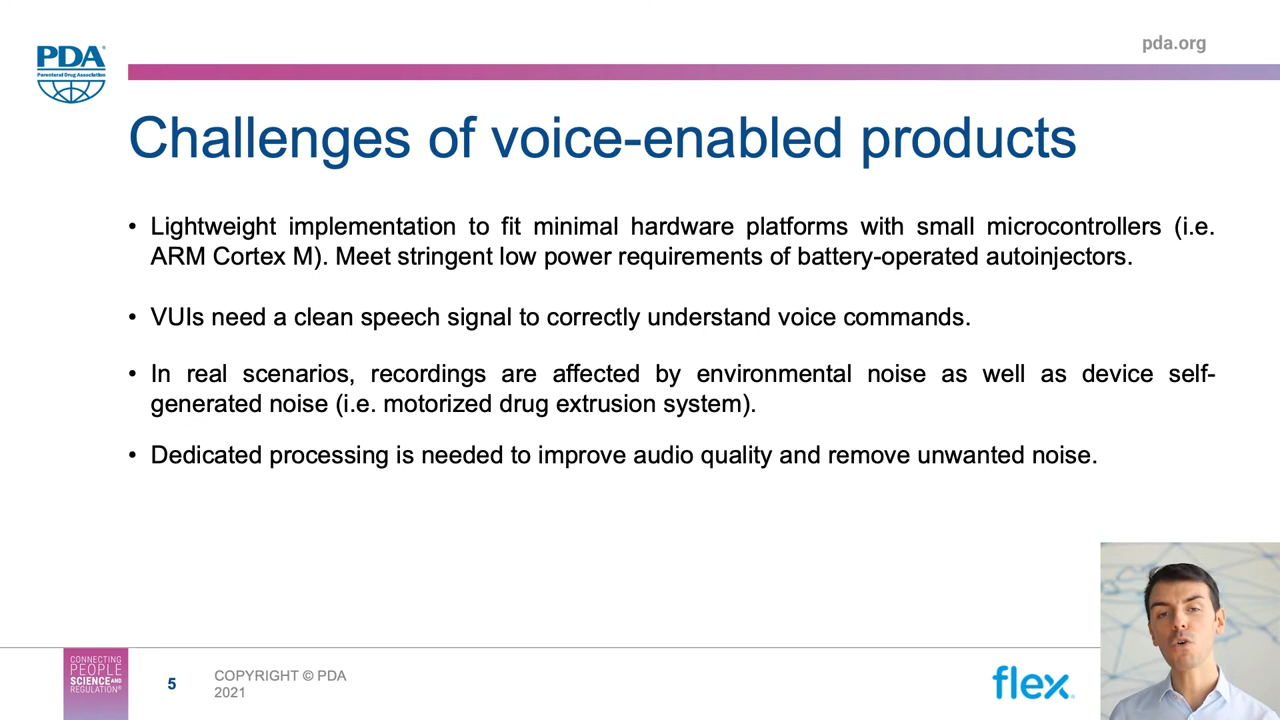 pda.org
PDA®
Parenteral Drug Association
Challenges of voice-enabled products
• Lightweight implementation to fit minimal hardware platforms with small microcontrollers (i.e.
ARM Cortex M). Meet stringent low power requirements of battery-operated autoinjectors.
• VUIs need a clean speech signal to correctly understand voice commands.
• In real scenarios, recordings are affected by environmental noise as well as device self-
generated noise (i.e. motorized drug extrusion system).
• Dedicated processing is needed to improve audio quality and remove unwanted noise.
CONNECTING
PEOPLE
SCIENCE AND
REGULATION®
5
COPYRIGHT © PDA
2021
flex.